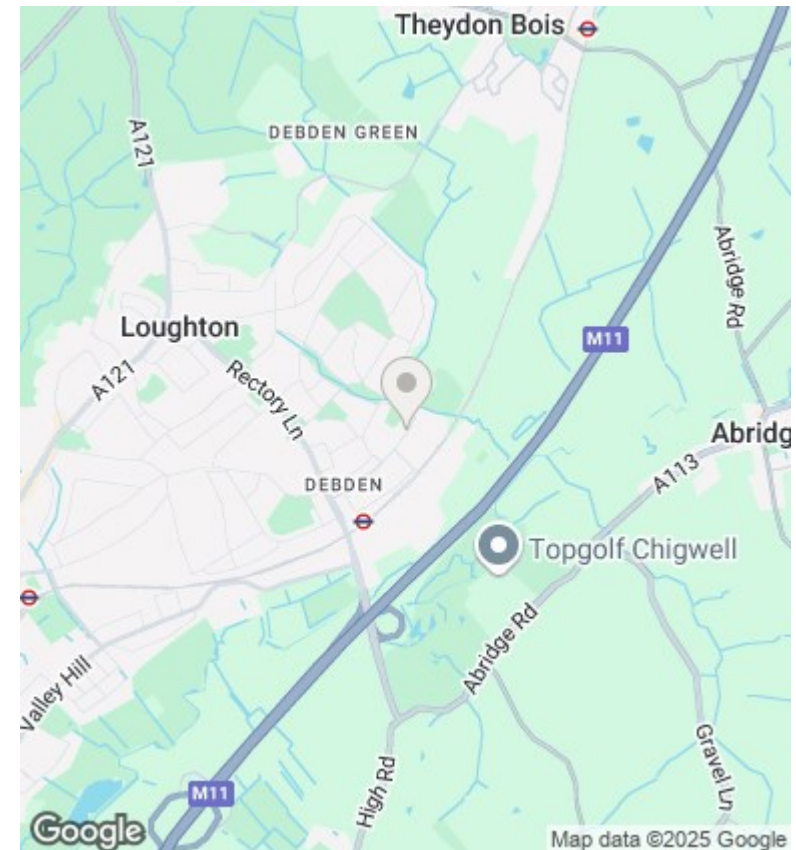 Theydon Bois
DEBDEN GREEN
A121
Abridge Rd
Loughton
M11
A121
Rectory Ln
Abridg
A113
DEBDEN
Topgolf Chigwell
Abridge Rd
Valley Hill
Gravel Ln
High Rd
M11
Google
Map data ©2025 Google